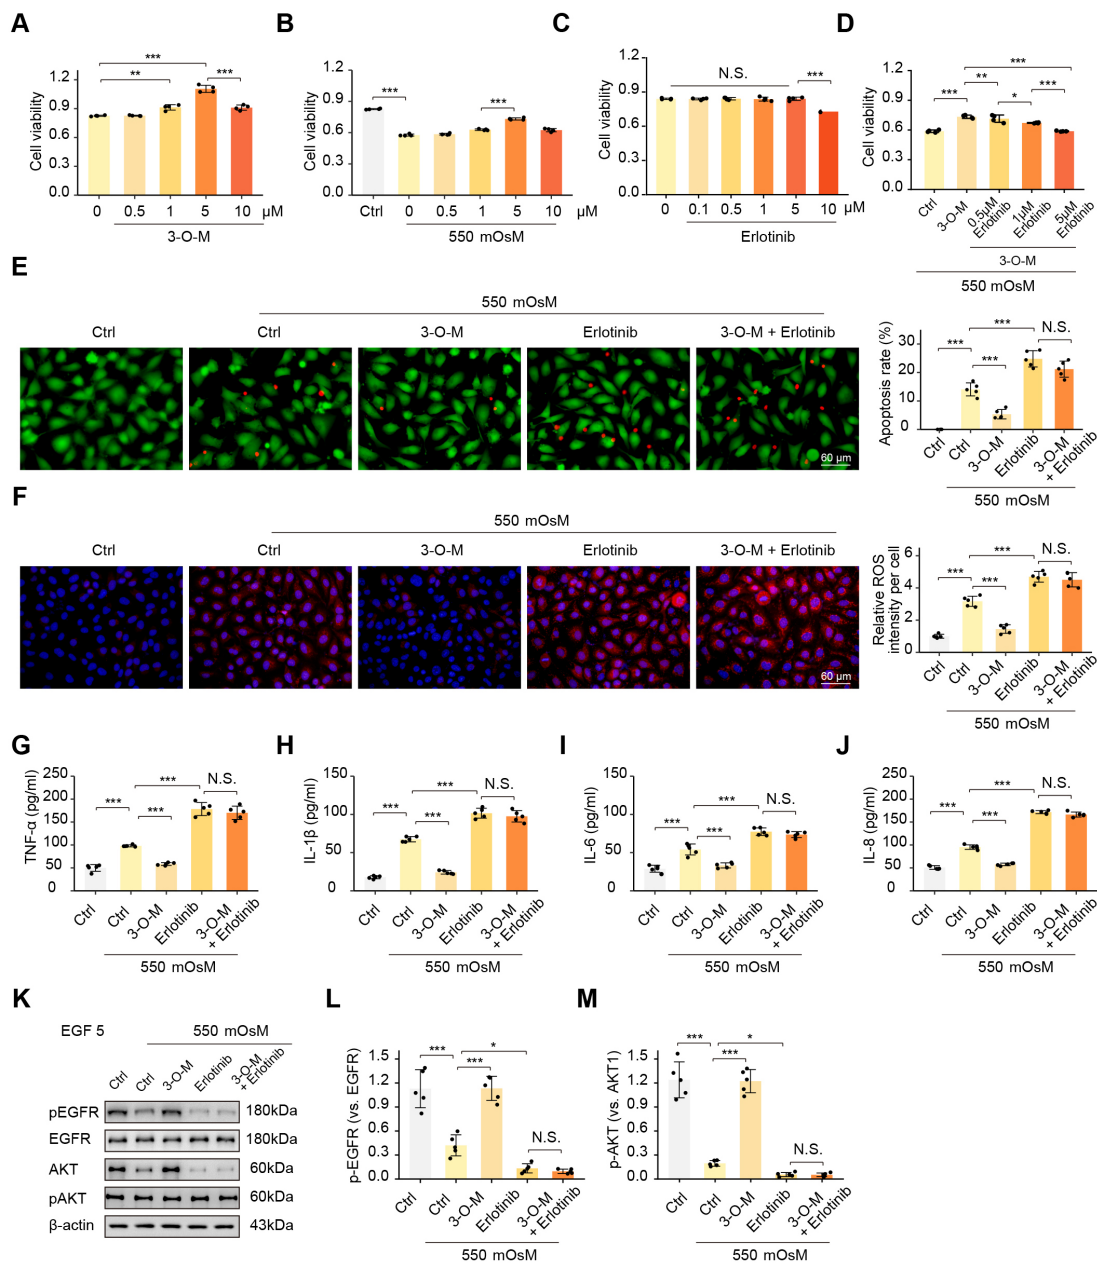 A
B
C
D
Cell viability
1.2
0.9
0.6
0.3
0.0
**
***
***
0
0.5
1
5
10
μM
3-O-M
Cell viability
1.2
0.9
0.6
0.3
0.0
***
***
Ctrl
0
0.5
1
5
10
μM
550 mOsM
Cell viability
1.2
0.9
0.6
0.3
0.0
N.S.
***
0
0.1
0.5
1
5
10
μM
Erlotinib
Cell viability
1.2
0.9
0.6
0.3
0.0
***
**
*
***
***
Ctrl
3-O-M
0.5μM
Erlotinib
1μM
Erlotinib
5μM
Erlotinib
3-O-M
550 mOsM
E
550 mOsM
Ctrl
Ctrl
3-O-M
Erlotinib
3-O-M + Erlotinib
60 μm
Apoptosis rate (%)
30
20
10
0
***
***
***
N.S.
Ctrl
Ctrl
3-O-M
Erlotinib
3-O-M
+ Erlotinib
550 mOsM
F
550 mOsM
Ctrl
Ctrl
3-O-M
Erlotinib
3-O-M + Erlotinib
60 μm
Relative ROS
intensity per cell
6
4
2
0
***
***
***
N.S.
Ctrl
Ctrl
3-O-M
Erlotinib
3-O-M
+ Erlotinib
550 mOsM
G
H
I
J
TNF-α (pg/ml)
250
200
150
100
50
0
***
***
***
N.S.
Ctrl
Ctrl
3-O-M
Erlotinib
3-O-M
+ Erlotinib
550 mOsM
IL-1β (pg/ml)
150
100
50
0
***
***
***
N.S.
Ctrl
Ctrl
3-O-M
Erlotinib
3-O-M
+ Erlotinib
550 mOsM
IL-6 (pg/ml)
150
100
50
0
***
***
***
N.S.
Ctrl
Ctrl
3-O-M
Erlotinib
3-O-M
+ Erlotinib
550 mOsM
IL-8 (pg/ml)
250
200
150
100
50
0
***
***
***
N.S.
Ctrl
Ctrl
3-O-M
Erlotinib
3-O-M
+ Erlotinib
550 mOsM
K
L
M
EGF 5
550 mOsM
Ctrl
Ctrl
3-O-M
Erlotinib
3-O-M
+ Erlotinib
pEGFR
180kDa
EGFR
180kDa
AKT
60kDa
pAKT
60kDa
β-actin
43kDa
p-EGFR (vs. EGFR)
1.5
1.2
0.9
0.6
0.3
0
***
***
*
N.S.
Ctrl
Ctrl
3-O-M
Erlotinib
3-O-M
+ Erlotinib
550 mOsM
p-AKT (vs. AKT1)
1.5
1.2
0.9
0.6
0.3
0.0
***
***
*
N.S.
Ctrl
Ctrl
3-O-M
Erlotinib
3-O-M
+ Erlotinib
550 mOsM